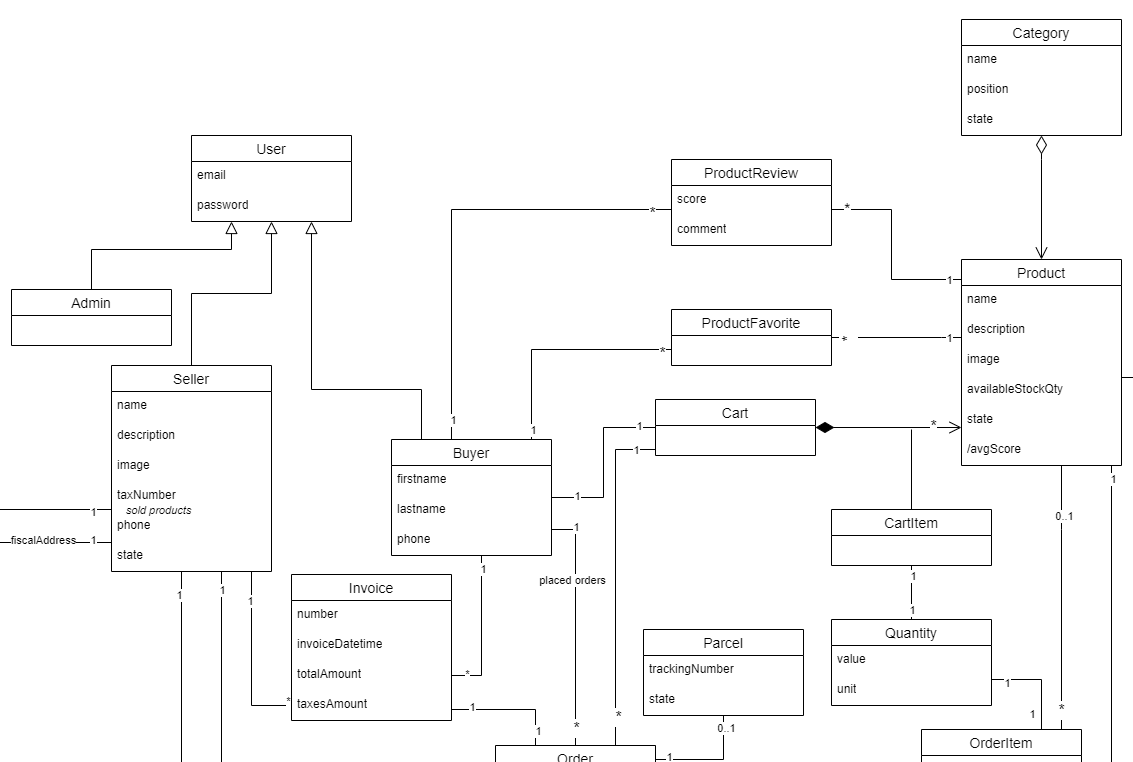 Category
name
position
state
User
email
password
ProductReview
score
comment
*
*
1
Product
name
description
image
availableStockQty
state
/avgScore
Admin
ProductFavorite
*
*
1
Seller
name
description
image
taxNumber
sold products
phone
state
1
fiscalAddress
1
1
1
1
1
1
Buyer
firstname
lastname
phone
1
1
1
Cart
1
1
*
CartItem
1
1
Quantity
value
unit
1
1
placed orders
Invoice
number
invoiceDatetime
totalAmount
taxesAmount
*
*
1
1
*
*
Parcel
trackingNumber
state
0..1
1
Order
0..1
1
*
OrderItem